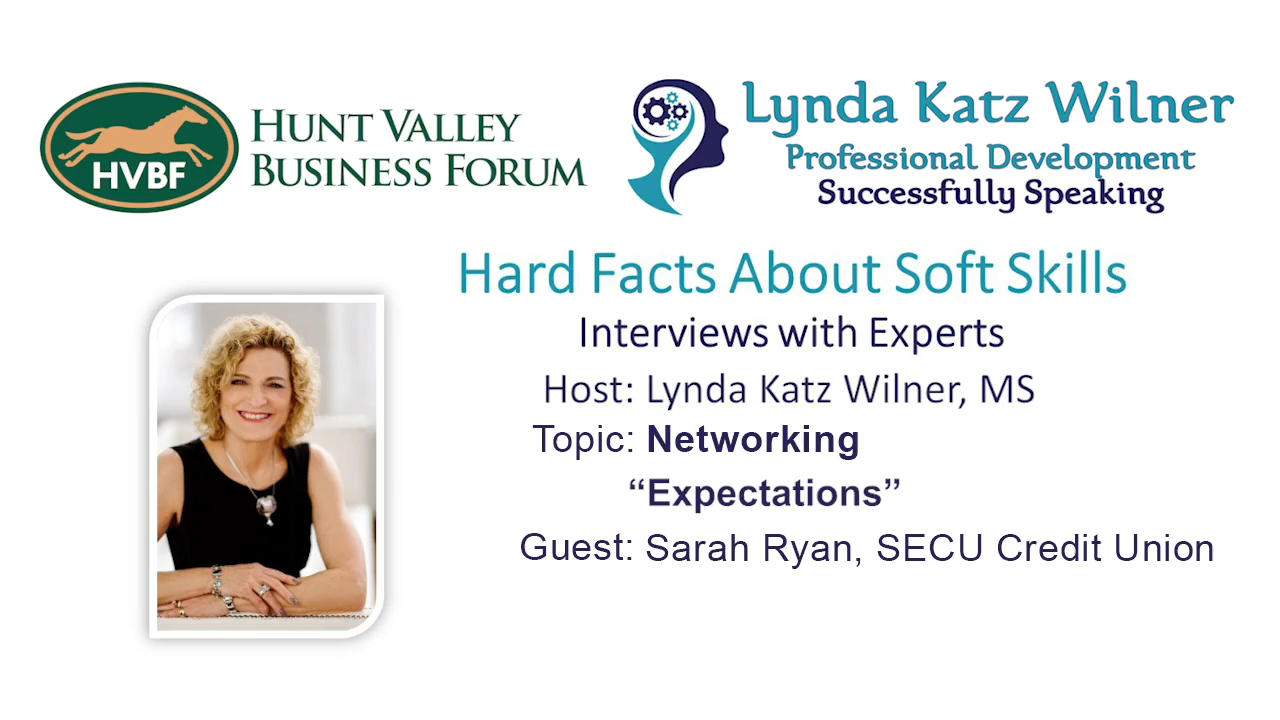 HVBF
HUNT VALLEY
BUSINESS FORUM
Lynda Katz Wilner
Professional Development
Successfully Speaking
Hard Facts About Soft Skills
Interviews with Experts
Host: Lynda Katz Wilner, MS
Topic: Networking
“Expectations”
Guest: Sarah Ryan, SECU Credit Union